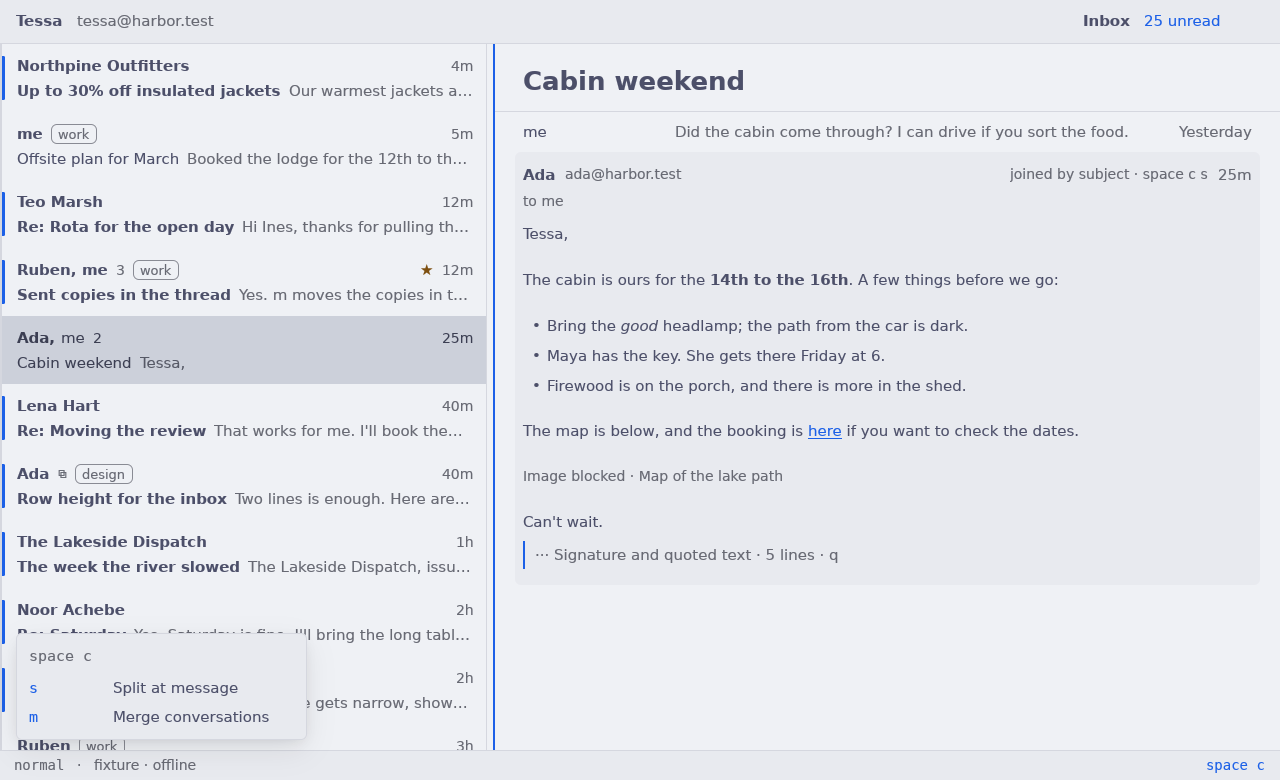 Tessa tessa@harbor.test Inbox 25 unread
Northpine Outfitters 4m
Up to 30% off insulated jackets Our warmest jackets a…
me work 5m
Offsite plan for March Booked the lodge for the 12th to th…
Teo Marsh 12m
Re: Rota for the open day Hi Ines, thanks for pulling th…
Ruben, me 3 work ★ 12m
Sent copies in the thread Yes. m moves the copies in t…
Ada, me 2 25m
Cabin weekend Tessa,
Lena Hart 40m
Re: Moving the review That works for me. I'll book the…
Ada design 40m
Row height for the inbox Two lines is enough. Here are…
The Lakeside Dispatch 1h
The week the river slowed The Lakeside Dispatch, issu…
Noor Achebe 2h
Re: Saturday Yes, Saturday is fine. I'll bring the long tabl…
2h
gets narrow, show…
Ruben work 3h
space c
s Split at message
m Merge conversations
Cabin weekend
me Did the cabin come through? I can drive if you sort the food. Yesterday
Ada ada@harbor.test joined by subject · space c s 25m
to me
Tessa,
The cabin is ours for the 14th to the 16th. A few things before we go:
• Bring the good headlamp; the path from the car is dark.
• Maya has the key. She gets there Friday at 6.
• Firewood is on the porch, and there is more in the shed.
The map is below, and the booking is here if you want to check the dates.
Image blocked · Map of the lake path
Can't wait.
··· Signature and quoted text · 5 lines · q
normal · fixture · offline space c